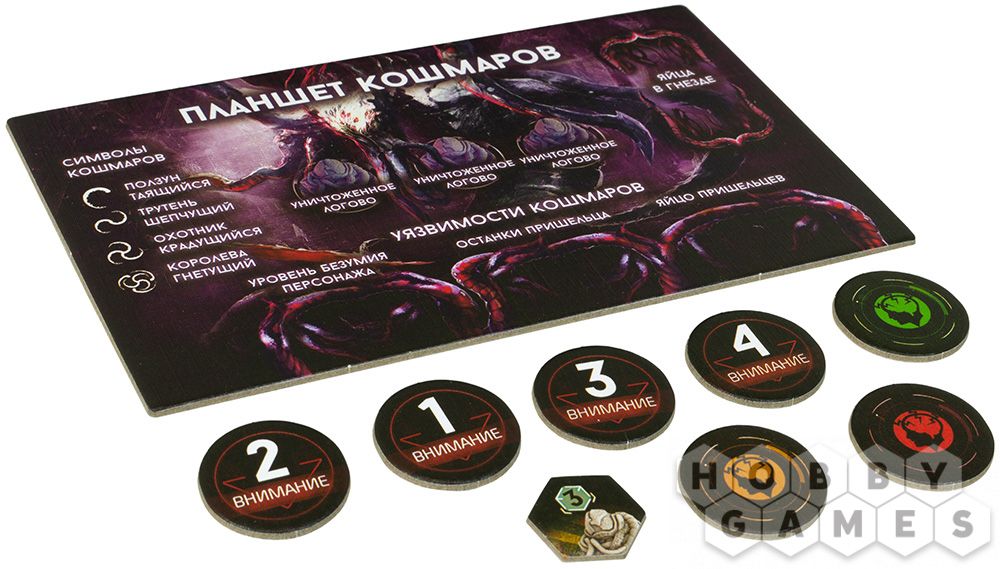 ПЛАНШЕТ КОШМАРОВ
ЯЙЦА
В ГНЕЗДЕ
СИМВОЛЫ
КОШМАРОВ
ПОЛЗУН
ТАЯЩИЙСЯ
ТРУТЕНЬ
ШЕПЧУЩИЙ
ОХОТНИК
КРАДУЩИЙСЯ
КОРОЛЕВА
ГНЕТУЩИЙ
УНИЧТОЖЕННОЕ
ЛОГОВО
УНИЧТОЖЕННОЕ
ЛОГОВО
УНИЧТОЖЕННОЕ
ЛОГОВО
УЯЗВИМОСТИ КОШМАРОВ
УРОВЕНЬ БЕЗУМИЯ
ПЕРСОНАЖА
ОСТАНКИ ПРИШЕЛЬЦА
ЯЙЦО ПРИШЕЛЬЦЕВ
2
ВНИМАНИЕ
1
ВНИМАНИЕ
3
ВНИМАНИЕ
4
ВНИМАНИЕ
3
HOBBY
GAMES